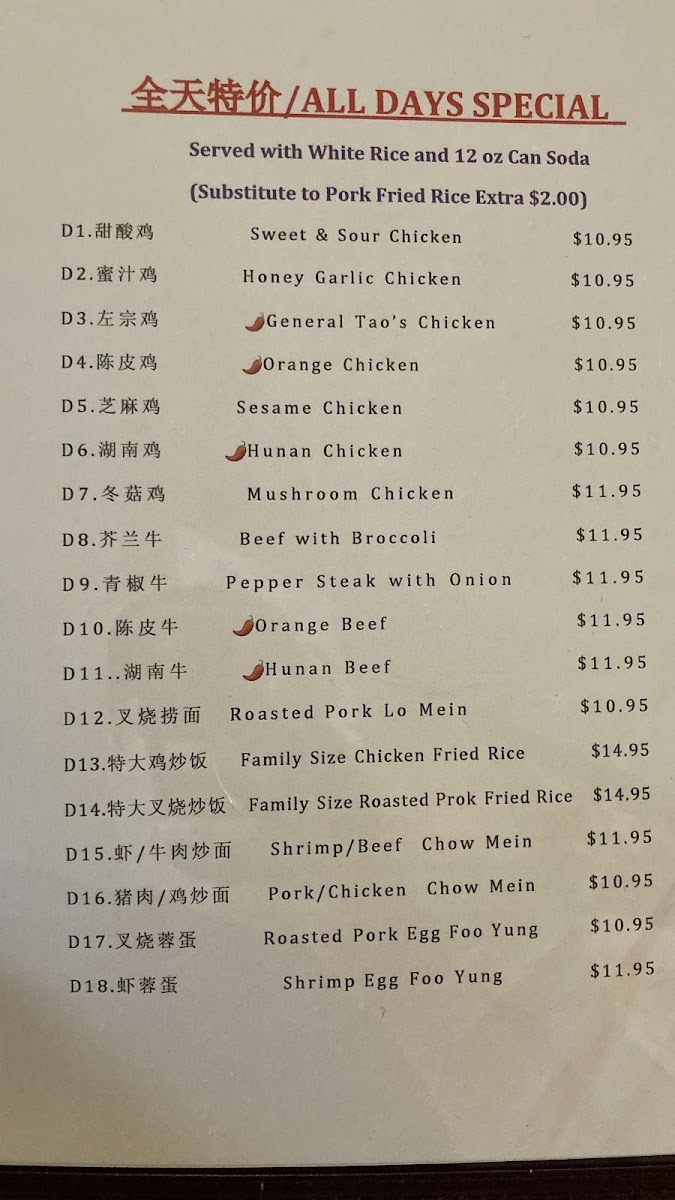 全天特价/ALL DAYS SPECIAL
Served with White Rice and 12 oz Can Soda
(Substitute to Pork Fried Rice Extra $2.00)
D1.甜酸鸡 Sweet & Sour Chicken $10.95
D2.蜜汁鸡 Honey Garlic Chicken $10.95
D3.左宗鸡 General Tao's Chicken $10.95
D4.陈皮鸡 Orange Chicken $10.95
D5.芝麻鸡 Sesame Chicken $10.95
D6.湖南鸡 Hunan Chicken $10.95
D7.冬菇鸡 Mushroom Chicken $11.95
D8.芥兰牛 Beef with Broccoli $11.95
D9.青椒牛 Pepper Steak with Onion $11.95
D10.陈皮牛 Orange Beef $11.95
D11..湖南牛 Hunan Beef $11.95
D12.叉烧捞面 Roasted Pork Lo Mein $10.95
D13.特大鸡炒饭 Family Size Chicken Fried Rice $14.95
D14.特大叉烧炒饭 Family Size Roasted Prok Fried Rice $14.95
D15.虾/牛肉炒面 Shrimp/Beef Chow Mein $11.95
D16.猪肉/鸡炒面 Pork/Chicken Chow Mein $10.95
D17.叉烧蓉蛋 Roasted Pork Egg Foo Yung $10.95
D18.虾蓉蛋 Shrimp Egg Foo Yung $11.95